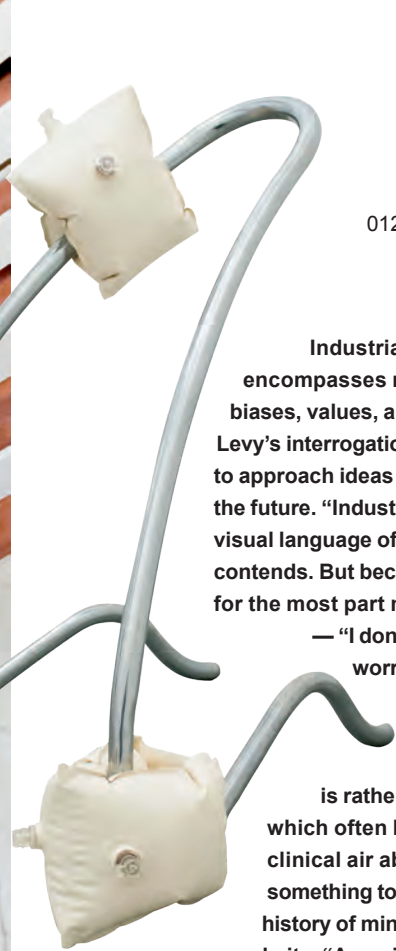 012
Industria
encompasses
biases, values, a
Levy’s interrogatio
to approach ideas
the future. “Indust
visual language of
contends. But bec
for the most part
— “I don
worr
is rathe
which often
clinical air ab
something to
history of min